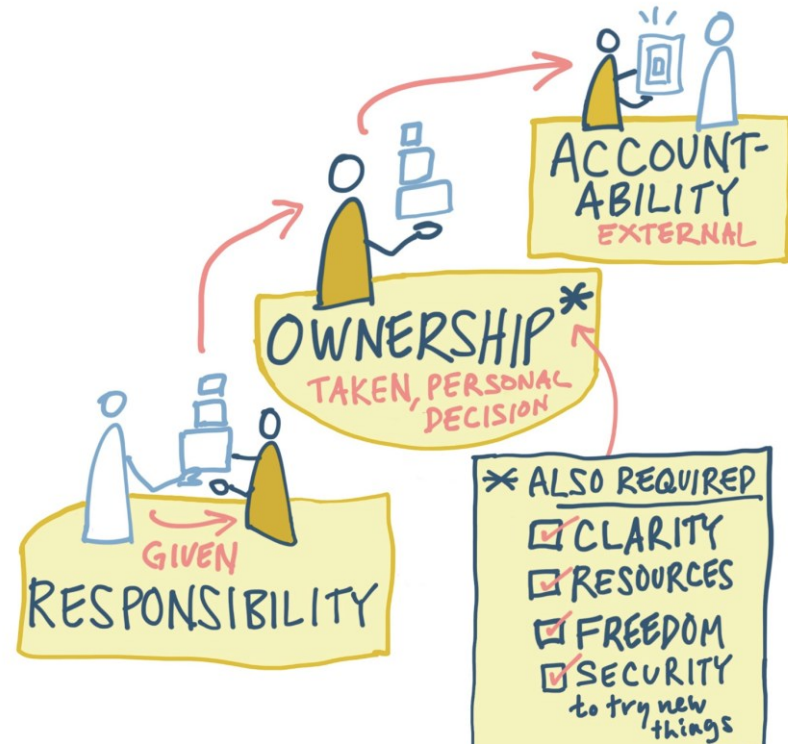 GIVEN
RESPONSIBILITY
OWNERSHIP*
TAKEN, PERSONAL
DECISION
ACCOUNT-
ABILITY
EXTERNAL
* ALSO REQUIRED
CLARITY
RESOURCES
FREEDOM
SECURITY
to try new
things